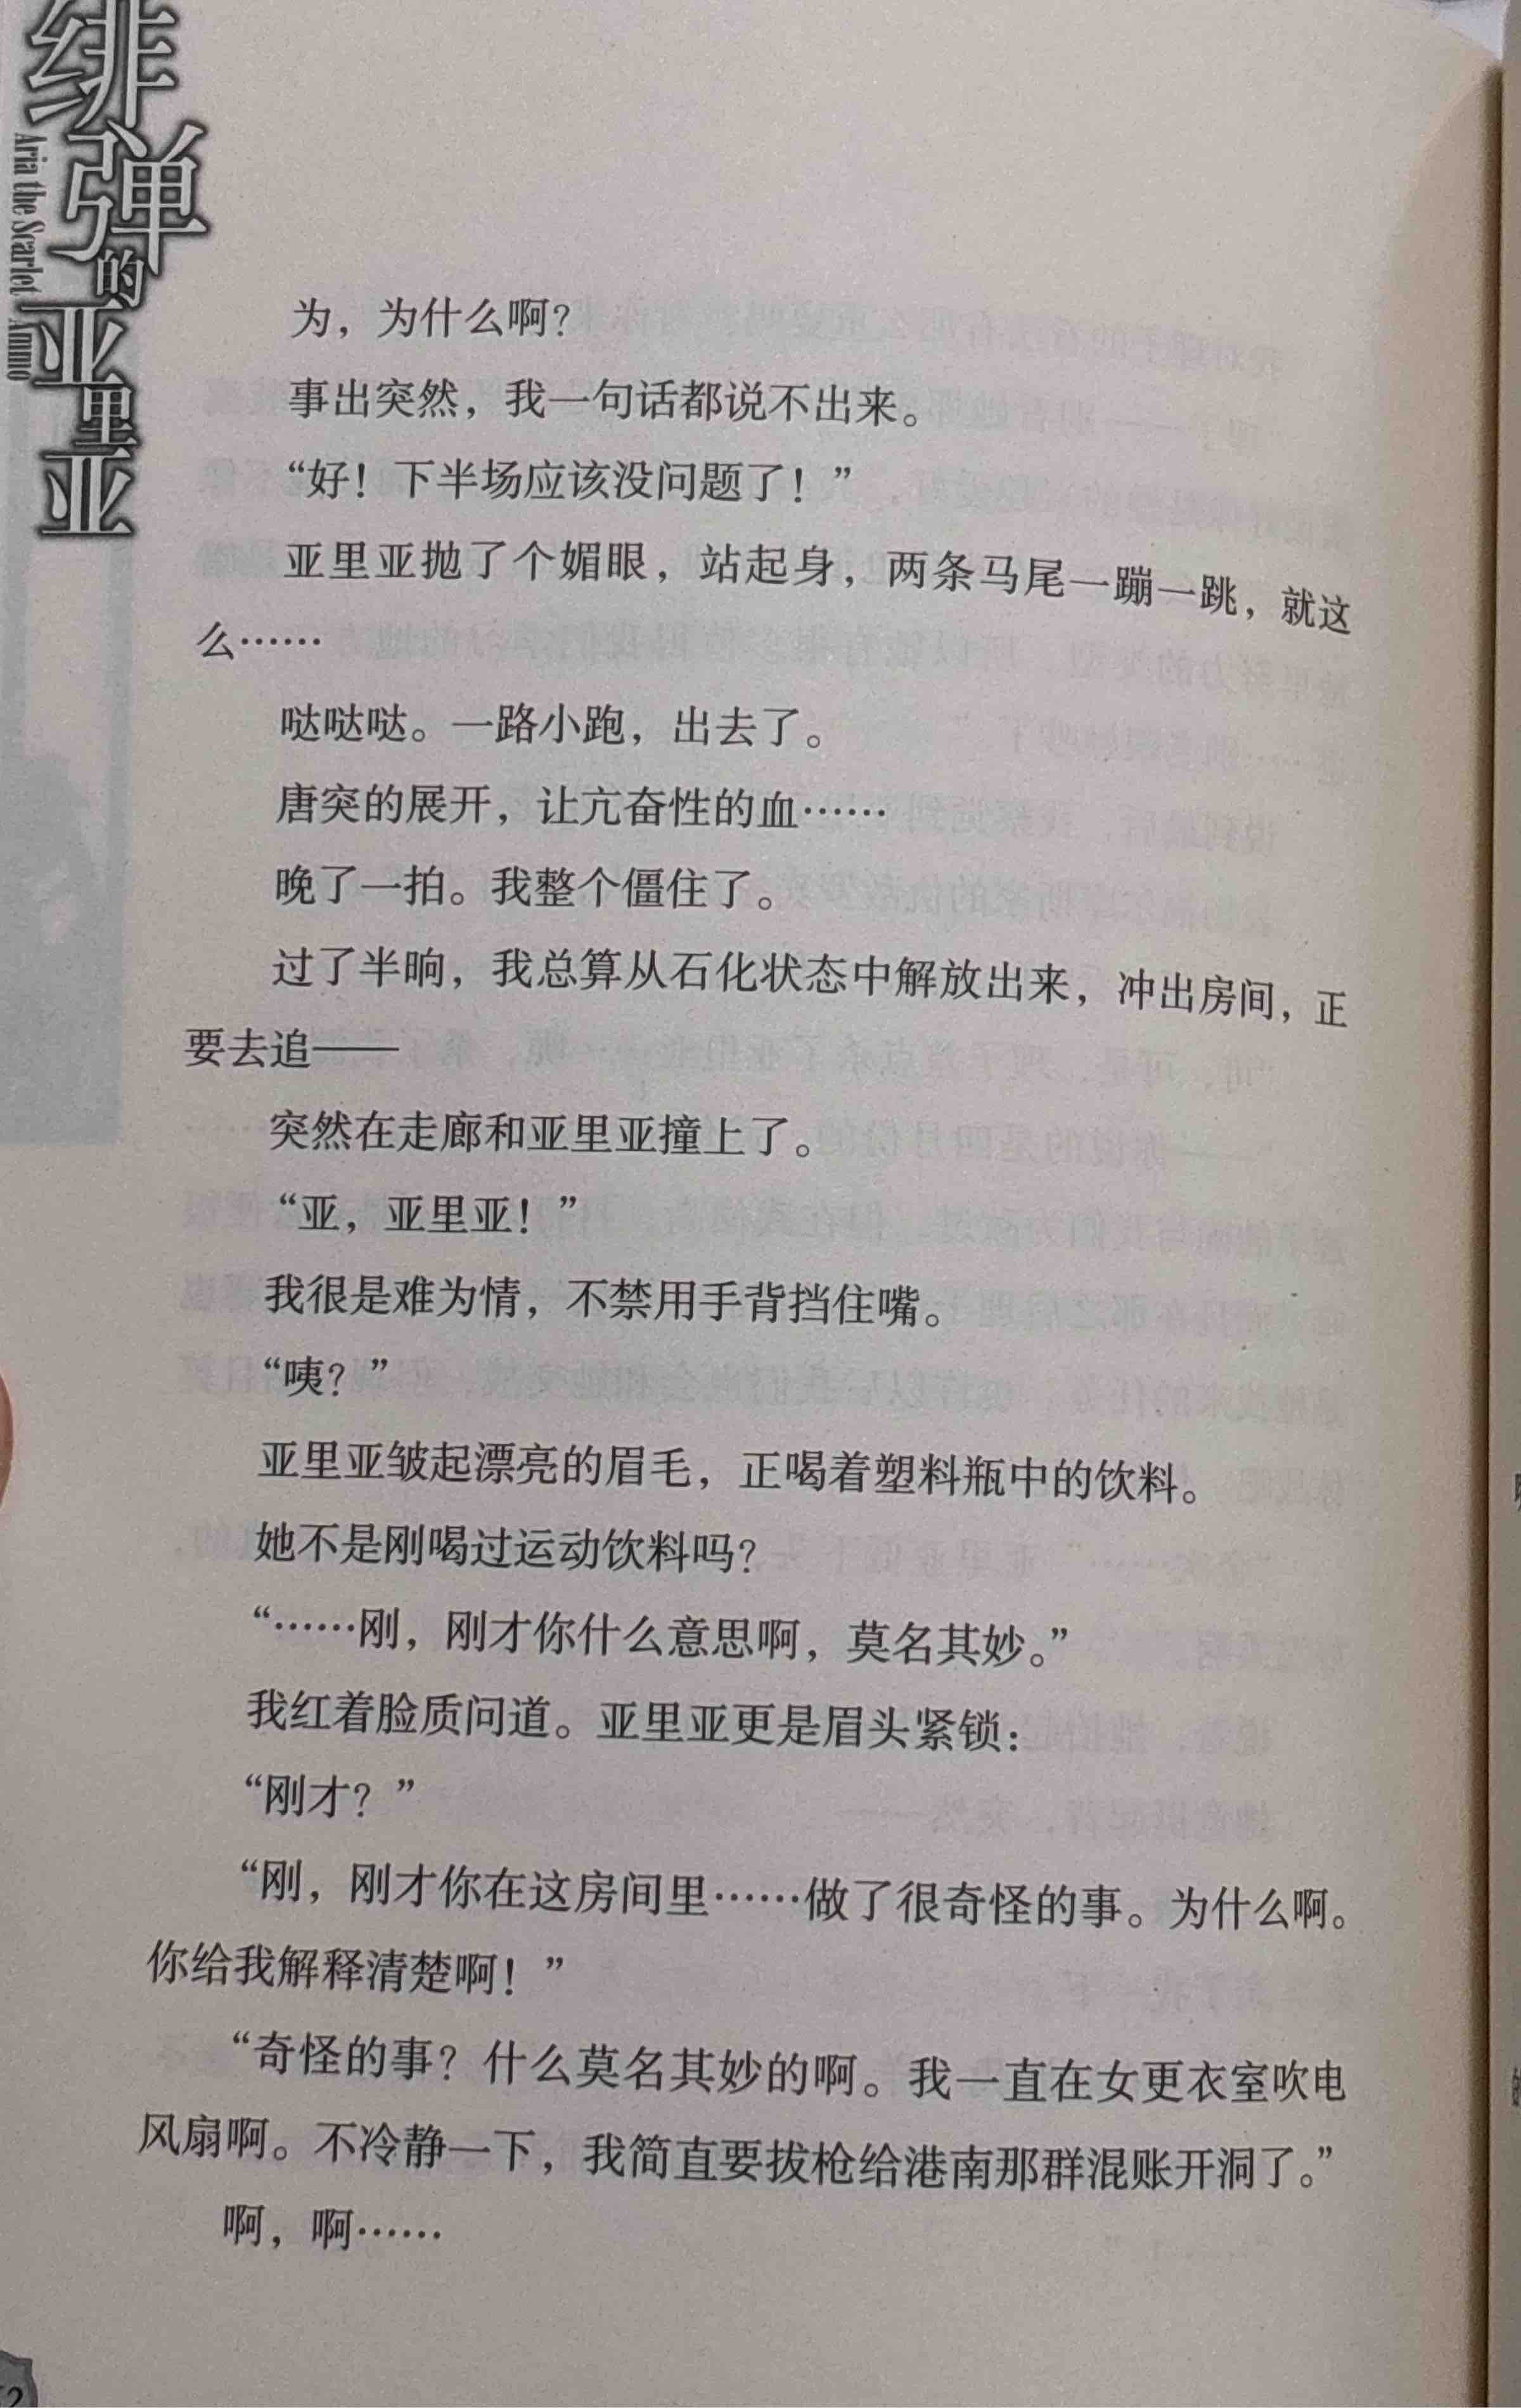 绯弹的亚里亚
Aria the Scarlet Ammo
为，为什么啊？
事出突然，我一句话都说不出来。
“好！下半场应该没问题了！”
亚里亚抛了个媚眼，站起身，两条马尾一蹦一跳，就这
么……
哒哒哒。一路小跑，出去了。
唐突的展开，让亢奋性的血……
晚了一拍。我整个僵住了。
过了半晌，我总算从石化状态中解放出来，冲出房间，正
要去追——
突然在走廊和亚里亚撞上了。
“亚，亚里亚！”
我很是难为情，不禁用手背挡住嘴。
“咦？”
亚里亚皱起漂亮的眉毛，正喝着塑料瓶中的饮料。
她不是刚喝过运动饮料吗？
“……刚，刚才你什么意思啊，莫名其妙。”
我红着脸质问道。亚里亚更是眉头紧锁：
“刚才？”
“刚，刚才你在这房间里……做了很奇怪的事。为什么啊。
你给我解释清楚啊！”
“奇怪的事？什么莫名其妙的啊。我一直在女更衣室吹电
风扇啊。不冷静一下，我简直要拔枪给港南那群混账开洞了。”
啊，啊……